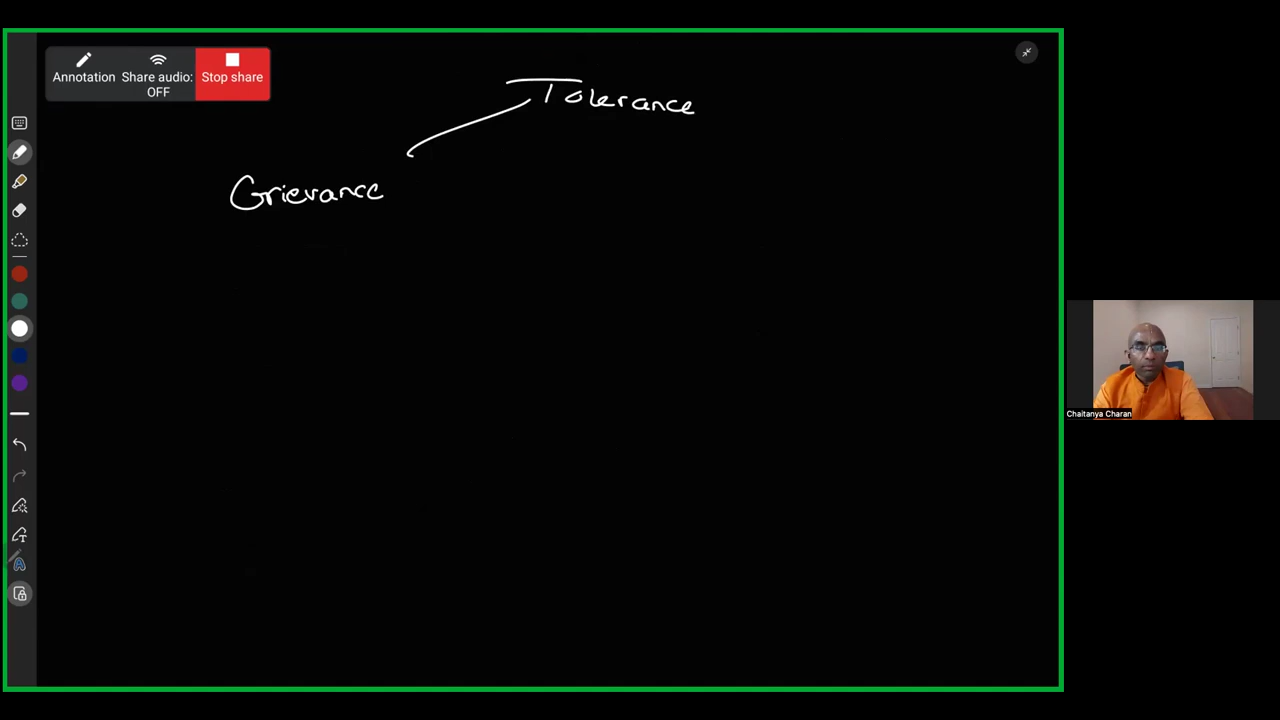 Annotation
Share audio:
OFF
Stop share
Tolerance
Grievance
Chaitanya Charan